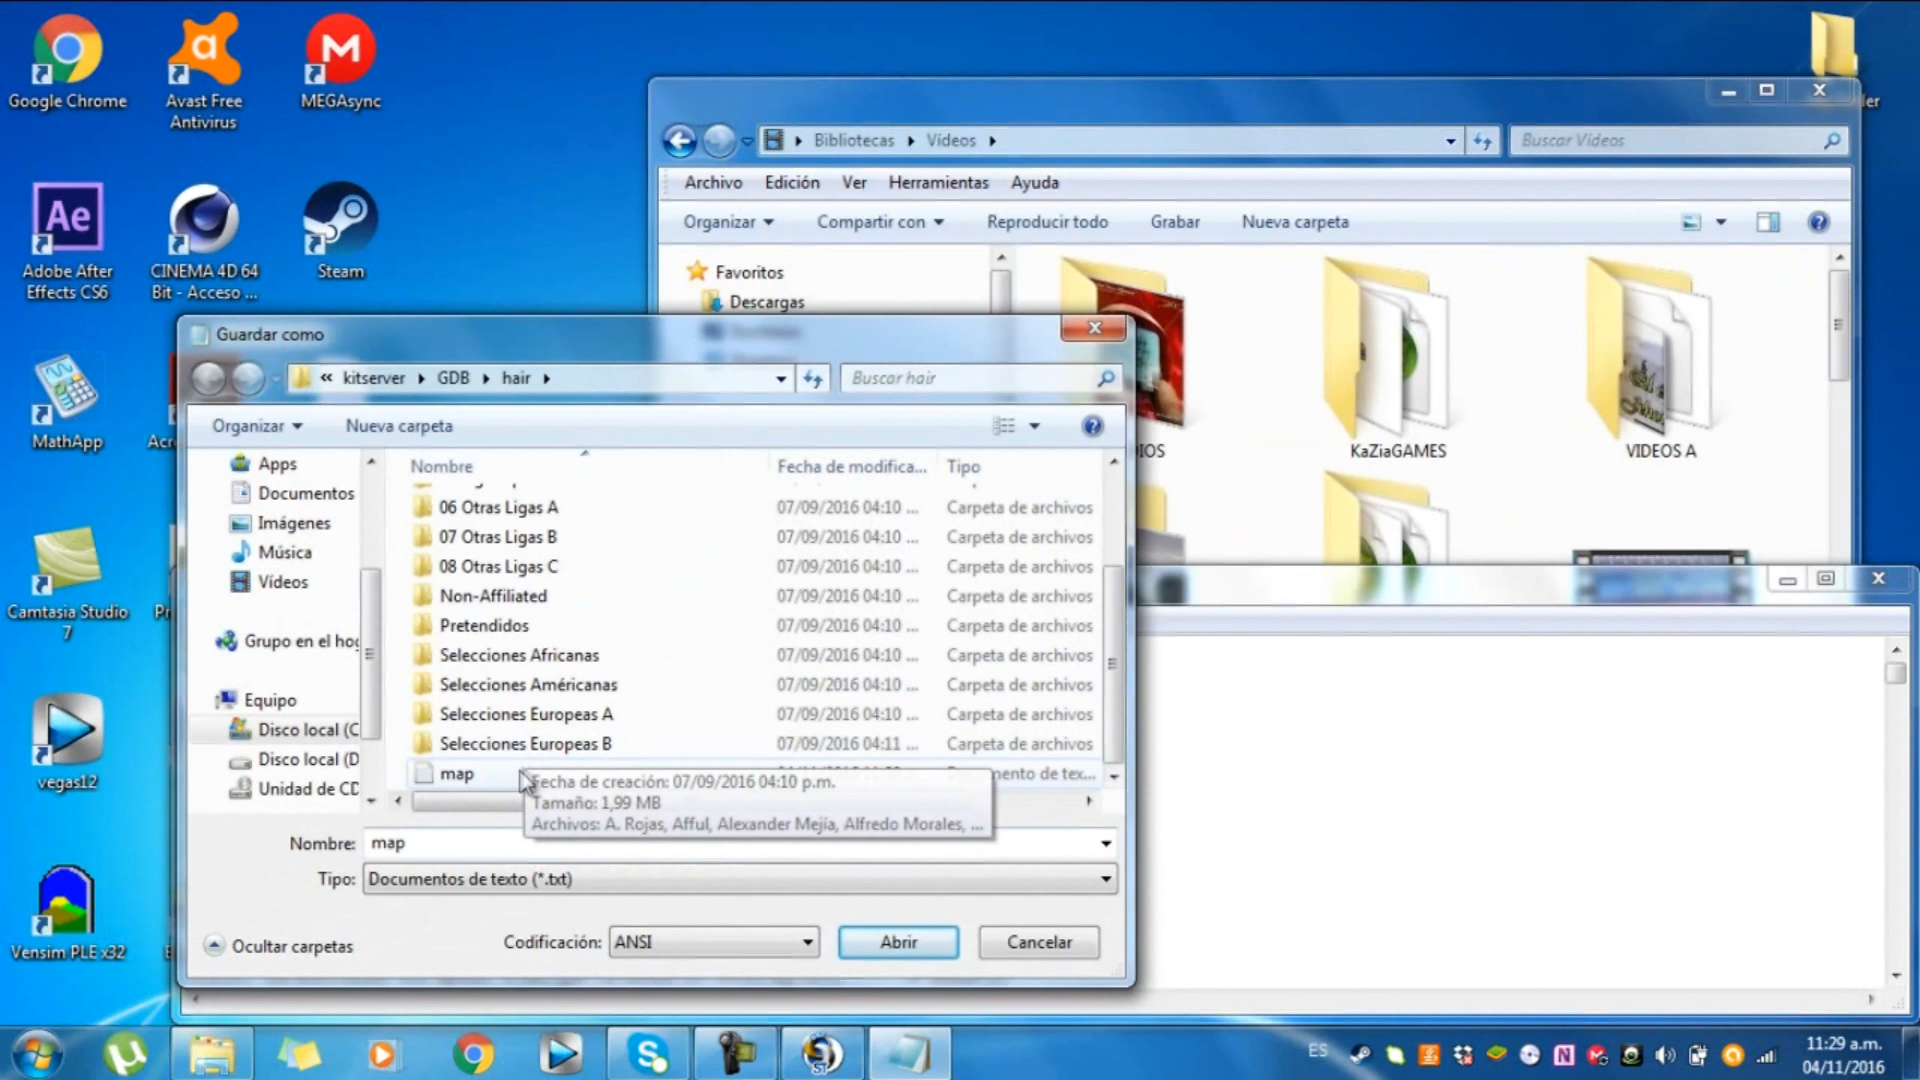 Google Chrome
Avast Free
Antivirus
MEGAsync
Adobe After
Effects CS6
CINEMA 4D 64
Bit - Acceso ...
Steam
MathApp
Camtasia Studio
7
vegas12
Vensim PLE x32
Bibliotecas
Vídeos
Buscar Vídeos
Archivo
Edición
Ver
Herramientas
Ayuda
Organizar
Compartir con
Reproducir todo
Grabar
Nueva carpeta
Favoritos
Descargas
KaZiaGAMES
VIDEOS A
Guardar como
« kitserver
GDB
hair
Buscar hair
Organizar
Nueva carpeta
Apps
Documentos
Imágenes
Música
Vídeos
Grupo en el hog
Equipo
Disco local (C
Disco local (D
Unidad de CD
Nombre
Fecha de modifica...
Tipo
06 Otras Ligas A
07/09/2016 04:10 ...
Carpeta de archivos
07 Otras Ligas B
07/09/2016 04:10 ...
Carpeta de archivos
08 Otras Ligas C
07/09/2016 04:10 ...
Carpeta de archivos
Non-Affiliated
07/09/2016 04:10 ...
Carpeta de archivos
Pretendidos
07/09/2016 04:10 ...
Carpeta de archivos
Selecciones Africanas
07/09/2016 04:10 ...
Carpeta de archivos
Selecciones Américanas
07/09/2016 04:10 ...
Carpeta de archivos
Selecciones Europeas A
07/09/2016 04:10 ...
Carpeta de archivos
Selecciones Europeas B
07/09/2016 04:11 ...
Carpeta de archivos
map
Fecha de creación: 07/09/2016 04:10 p.m.
Tamaño: 1,99 MB
Archivos: A. Rojas, Afful, Alexander Mejía, Alfredo Morales, ...
Nombre: map
Tipo: Documentos de texto (*.txt)
Ocultar carpetas
Codificación: ANSI
Abrir
Cancelar
ES
11:29 a.m.
04/11/2016